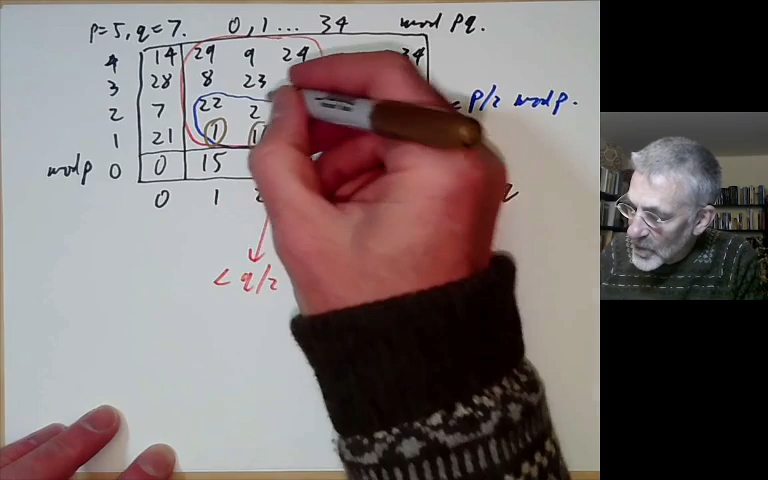 p=5, q=7. 0,1 ... 34 mod pq.
4 14 29 9 24 34
3 28 8 23
2 7 22 2 p/2 mod p.
1 21 1
mod p 0 0 15
0 1 2
< q/2